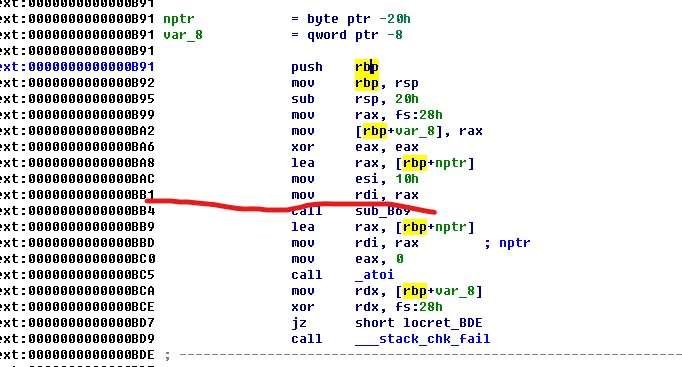 ext:0000000000000B91
ext:0000000000000B91 nptr = byte ptr -20h
ext:0000000000000B91 var_8 = qword ptr -8
ext:0000000000000B91
ext:0000000000000B91 push rbp
ext:0000000000000B92 mov rbp, rsp
ext:0000000000000B95 sub rsp, 20h
ext:0000000000000B99 mov rax, fs:28h
ext:0000000000000BA2 mov [rbp+var_8], rax
ext:0000000000000BA6 xor eax, eax
ext:0000000000000BA8 lea rax, [rbp+nptr]
ext:0000000000000BAC mov esi, 10h
ext:0000000000000BB1 mov rdi, rax
ext:0000000000000BB4 call sub_B69
ext:0000000000000BB9 lea rax, [rbp+nptr]
ext:0000000000000BBD mov rdi, rax ; nptr
ext:0000000000000BC0 mov eax, 0
ext:0000000000000BC5 call _atoi
ext:0000000000000BCA mov rdx, [rbp+var_8]
ext:0000000000000BCE xor rdx, fs:28h
ext:0000000000000BD7 jz short locret_BDE
ext:0000000000000BD9 call ___stack_chk_fail
ext:0000000000000BDE ; ---------------------------------------------------------------------------